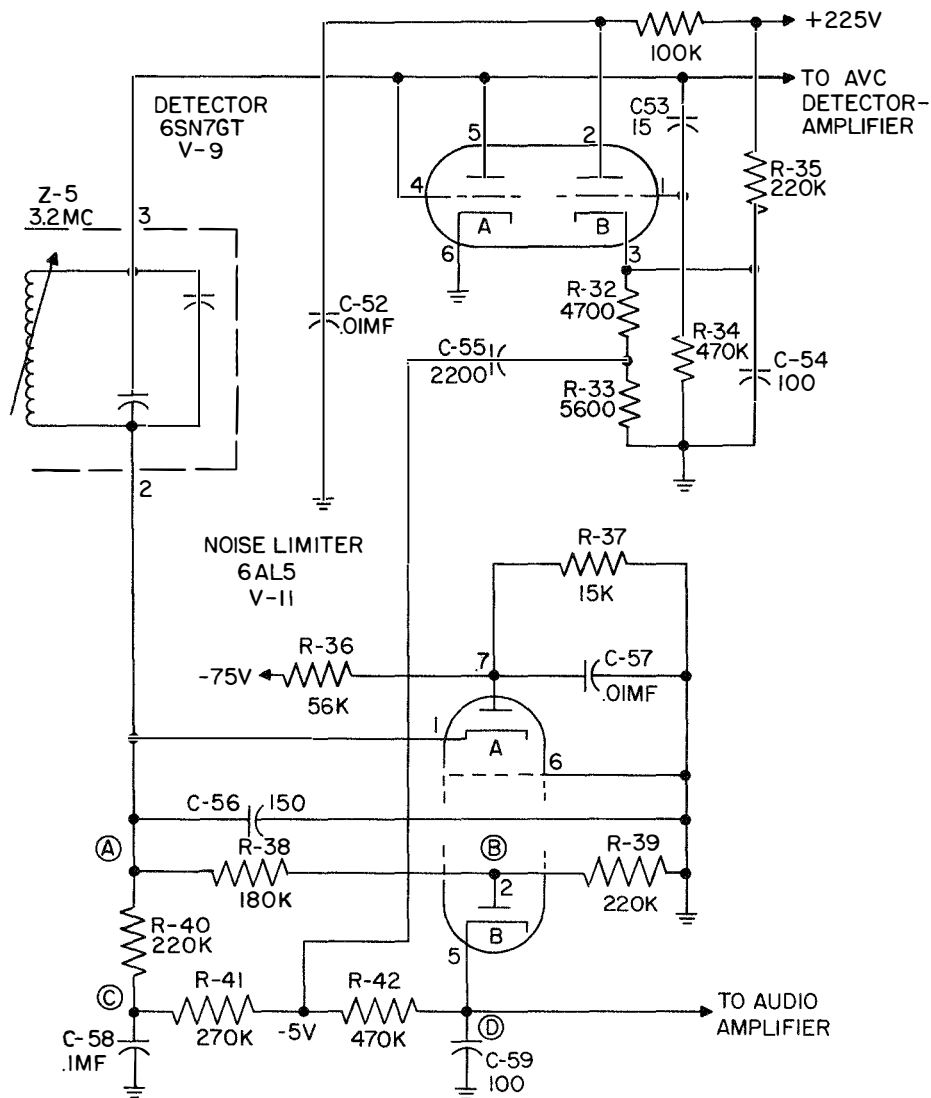 +225V
100K
TO AVC
DETECTOR-
AMPLIFIER
DETECTOR
6SN7GT
V-9
C53
15
5
2
4
1
A
B
6
3
R-35
220K
Z-5
3.2MC
3
C-52
.01MF
R-32
4700
R-34
470K
C-55
2200
R-33
5600
C-54
100
2
NOISE LIMITER
6AL5
V-11
R-37
15K
R-36
-75V
56K
7
C-57
.01MF
1
A
6
C-56
150
A
R-38
180K
B
2
R-39
220K
R-40
220K
B
5
C
R-41
270K
-5V
R-42
470K
D
TO AUDIO
AMPLIFIER
C-58
.1MF
C-59
100